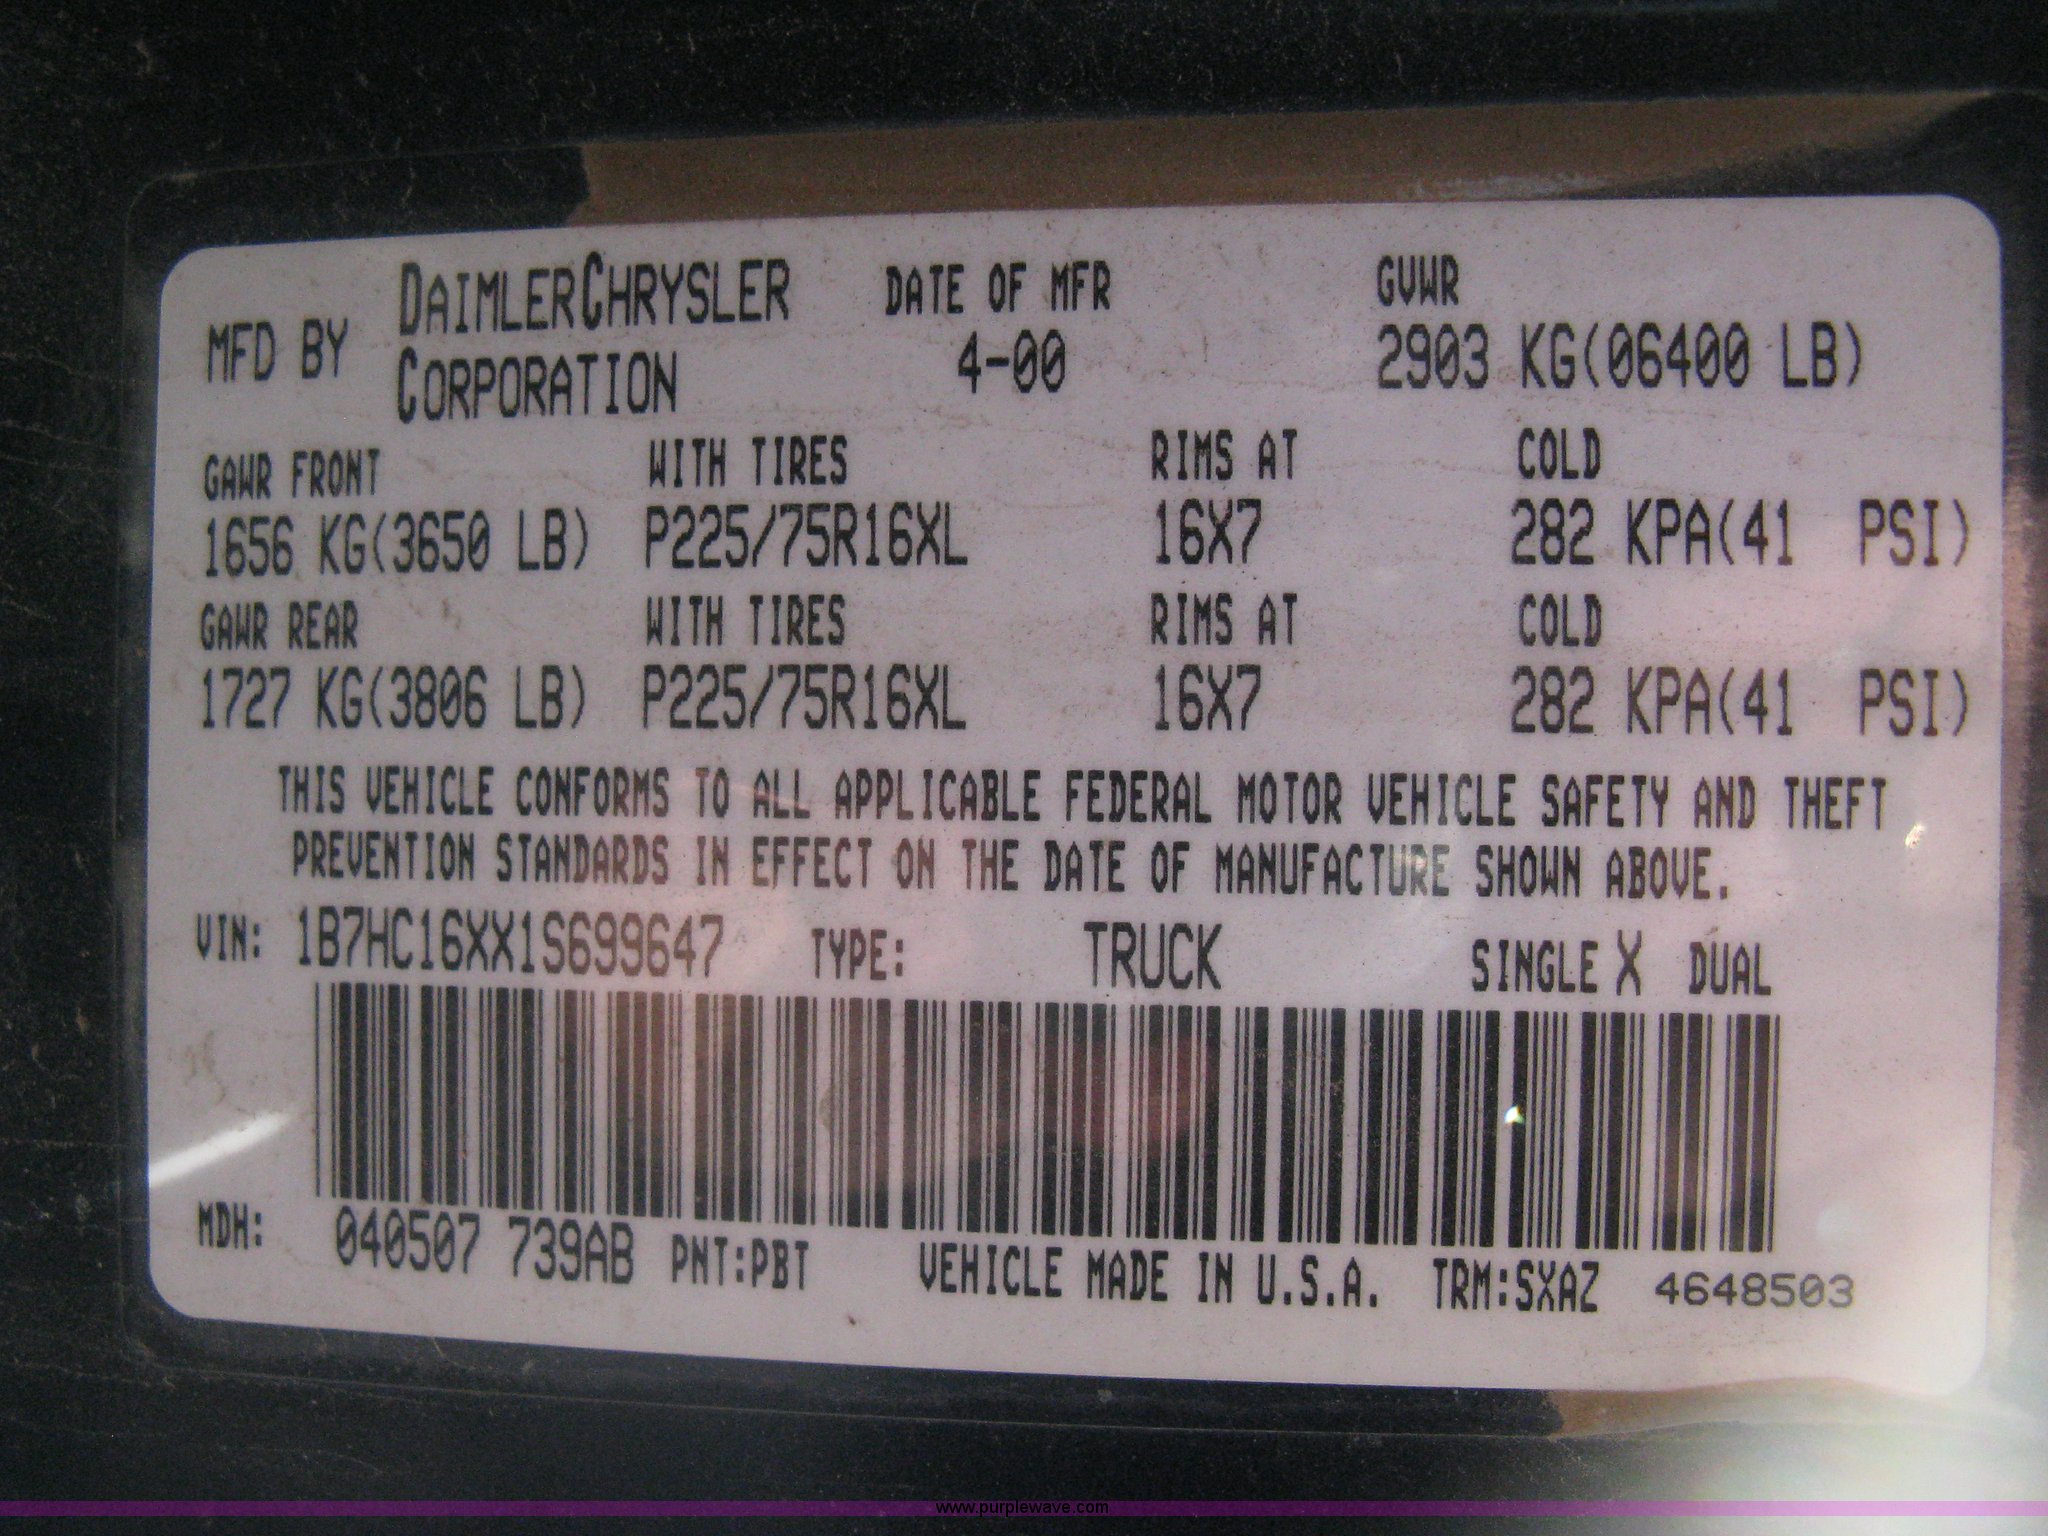 MFD BY DAIMLERCHRYSLER CORPORATION DATE OF MFR 4-00 GVWR 2903 KG(06400 LB)
GAWR FRONT WITH TIRES RIMS AT COLD
1656 KG(3650 LB) P225/75R16XL 16X7 282 KPA(41 PSI)
GAWR REAR WITH TIRES RIMS AT COLD
1727 KG(3806 LB) P225/75R16XL 16X7 282 KPA(41 PSI)
THIS VEHICLE CONFORMS TO ALL APPLICABLE FEDERAL MOTOR VEHICLE SAFETY AND THEFT
PREVENTION STANDARDS IN EFFECT ON THE DATE OF MANUFACTURE SHOWN ABOVE.
VIN: 1B7HC16XX1S699647 TYPE: TRUCK SINGLE X DUAL
MDH: 040507 739AB PNT:PBT VEHICLE MADE IN U.S.A. TRM:SXAZ 4648503
www.purplewave.com